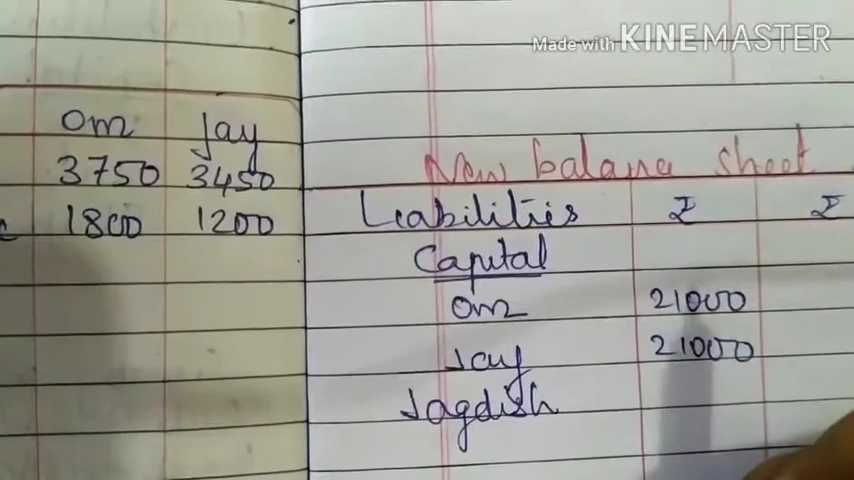 Made with KINEMASTER
Om Jay
3750 3450
1800 1200
New balance sheet
Liabilities ₹ ₹
Capital
Om 21000
Jay 21000
Jagdish